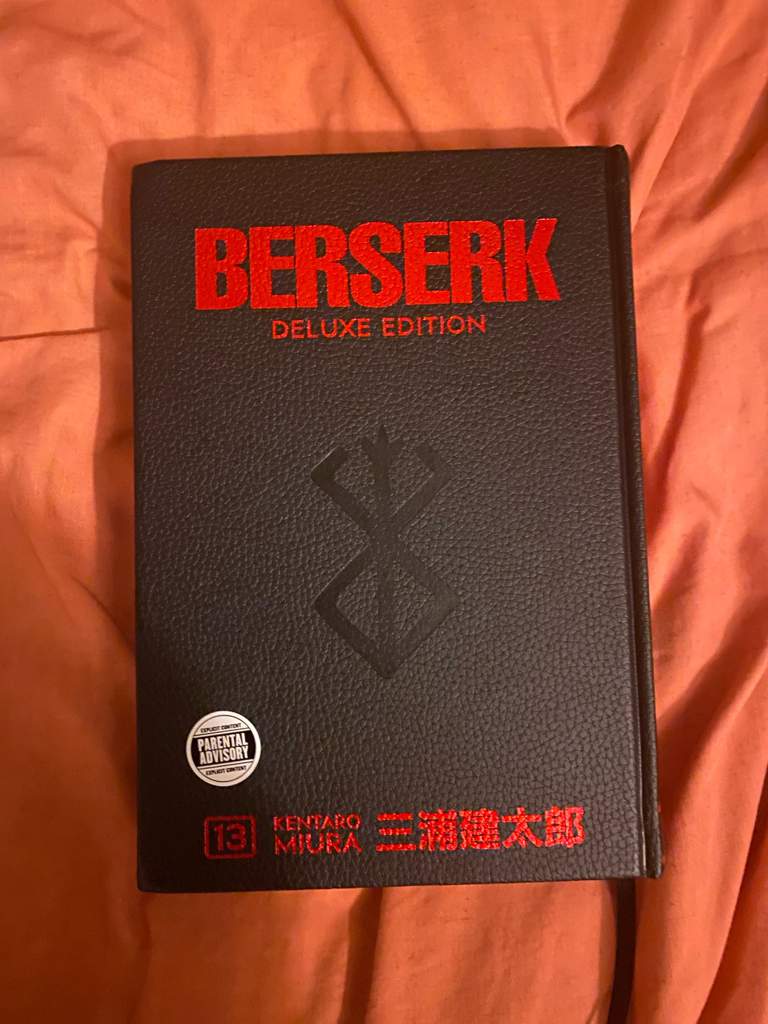 BERSERK
DELUXE EDITION
EXPLICIT CONTENT
PARENTAL
ADVISORY
EXPLICIT CONTENT
13
KENTARO
MIURA
三浦建太郎